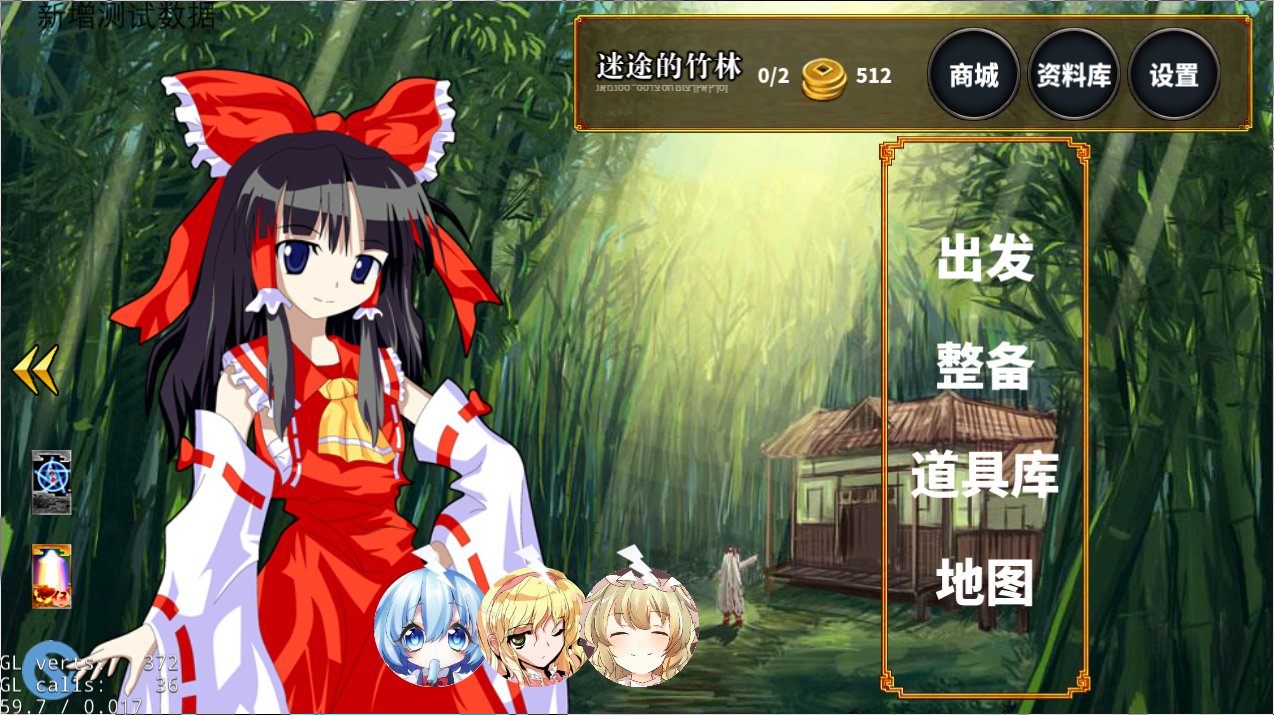 新增测试数据
迷途的竹林
0/2
512
商城
资料库
设置
出发
整备
道具库
地图
GL verts: 372
GL calls: 36
59.7 / 0.017